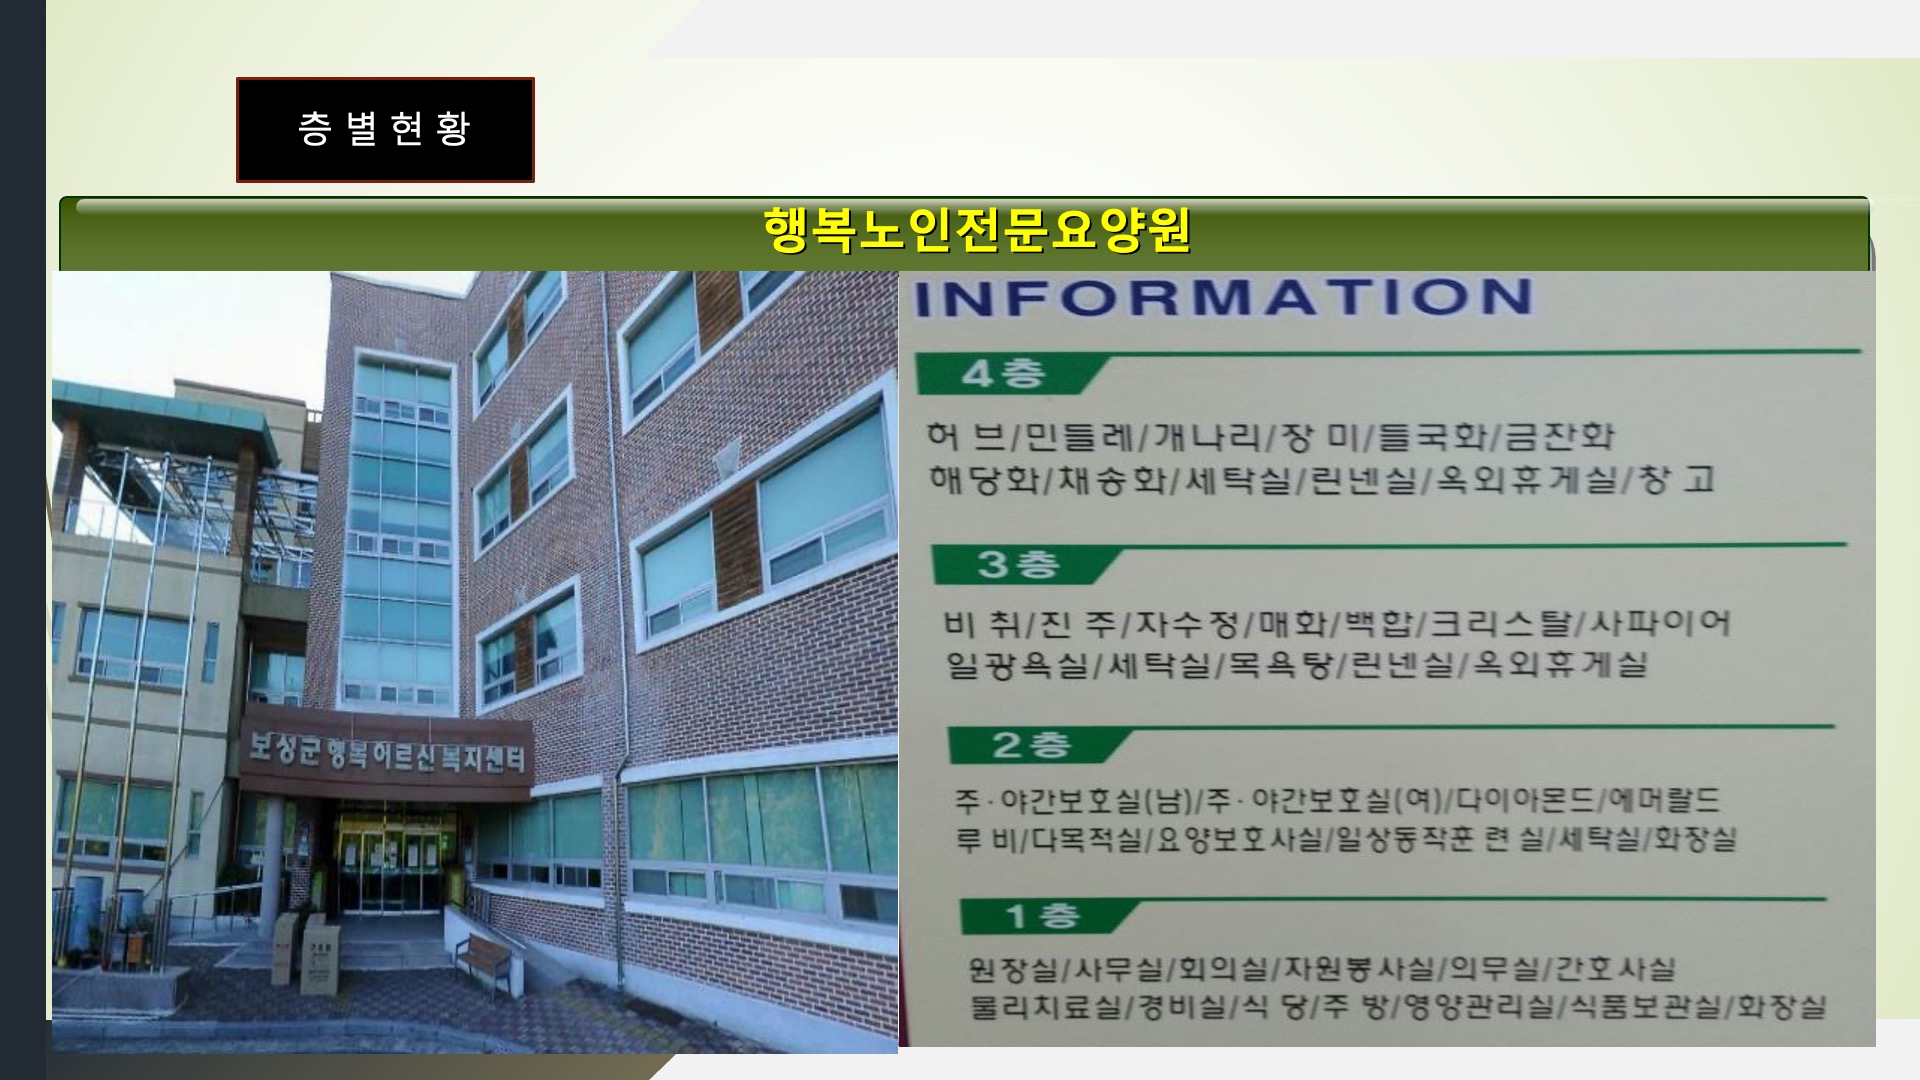 층 별 현 황
행복노인전문요양원
보성군행복어르신복지센터
INFORMATION
4층
허 브/민들레/개나리/장 미/들국화/금잔화
해당화/채송화/세탁실/린넨실/옥외휴게실/창 고
3층
비 취/진 주/자수정/매화/백합/크리스탈/사파이어
일광욕실/세탁실/목욕탕/린넨실/옥외휴게실
2층
주·야간보호실(남)/주·야간보호실(여)/다이아몬드/에머랄드
루 비/다목적실/요양보호사실/일상동작훈 련 실/세탁실/화장실
1층
원장실/사무실/회의실/자원봉사실/의무실/간호사실
물리치료실/경비실/식 당/주 방/영양관리실/식품보관실/화장실